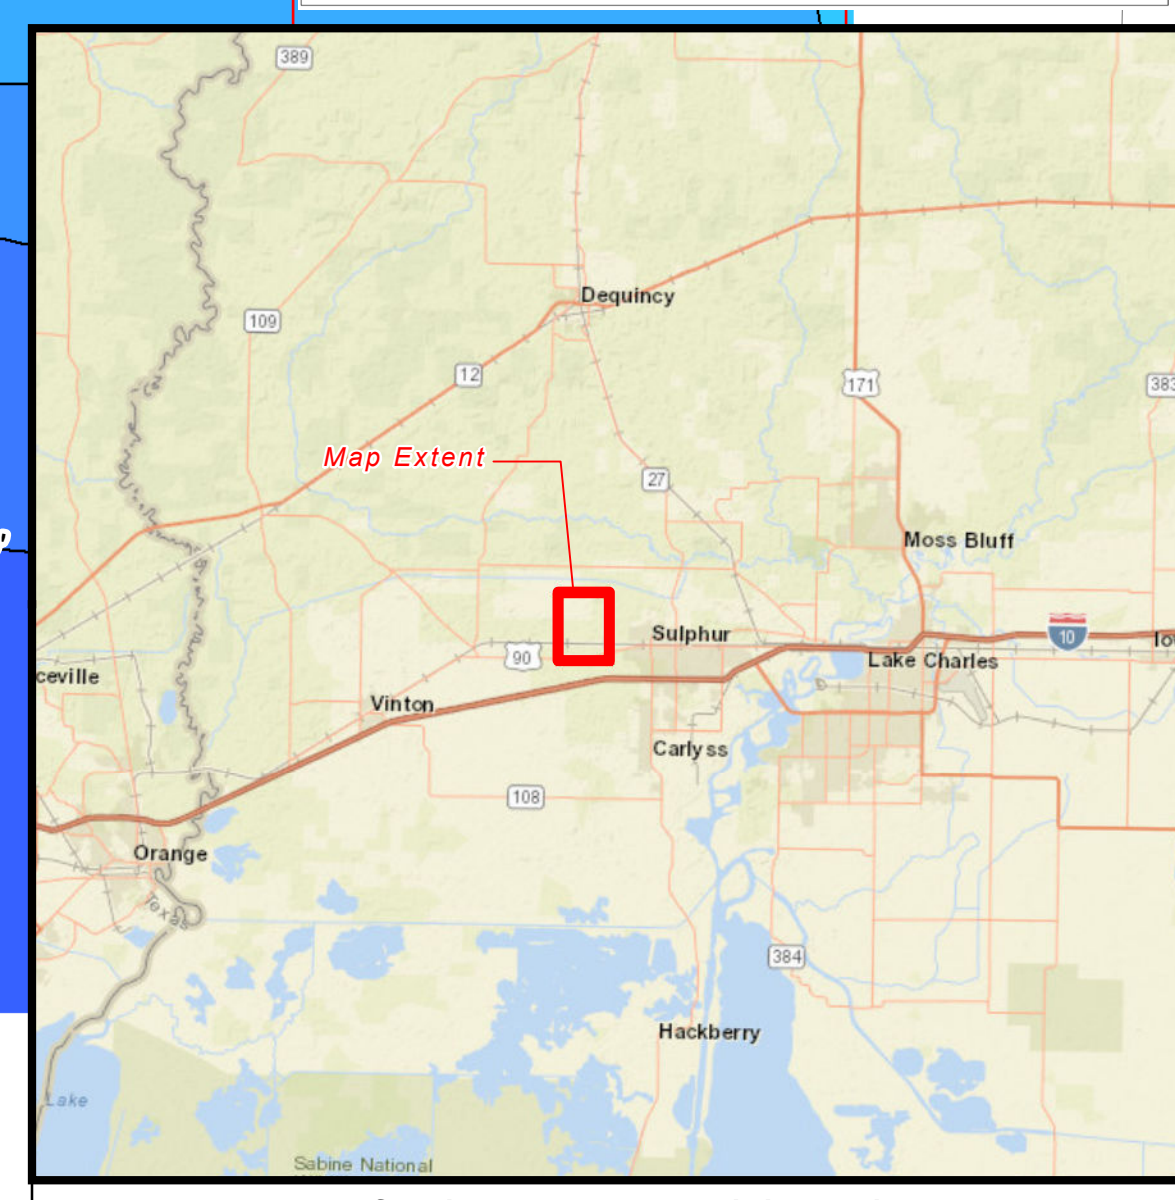 389
Dequincy
109
12
171
383
Map Extent
27
Moss Bluff
Sulphur
10
90
Lake Charles
ceville
Vinton
Carlyss
108
Orange
Texas
384
Hackberry
Lake
Sabine National